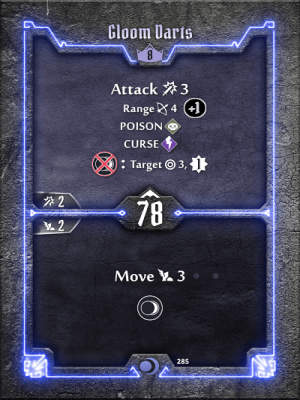 Gloom Darts
8
Attack 3
Range 4 +1
POISON
CURSE
: Target 3, 1
2
78
2
Move 3
285